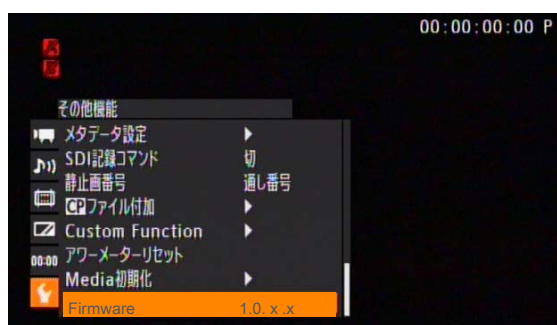 00:00:00:00 P
A
B
その他機能
メタデータ設定
SDI記録コマンド 切
静止画番号 通し番号
CPファイル付加
Custom Function
00:00 アワーメーターリセット
Media初期化
Firmware 1.0. x .x